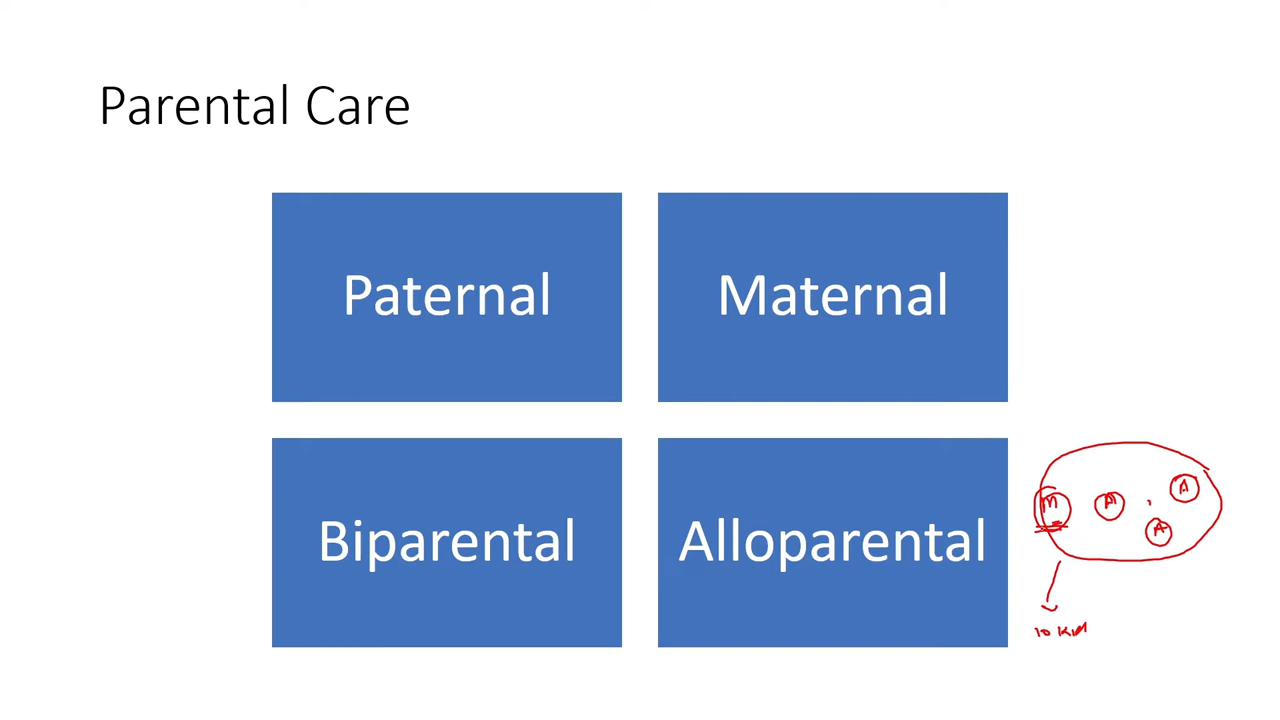 Parental Care
Paternal
Maternal
Biparental
Alloparental
M A A
A
10 KM